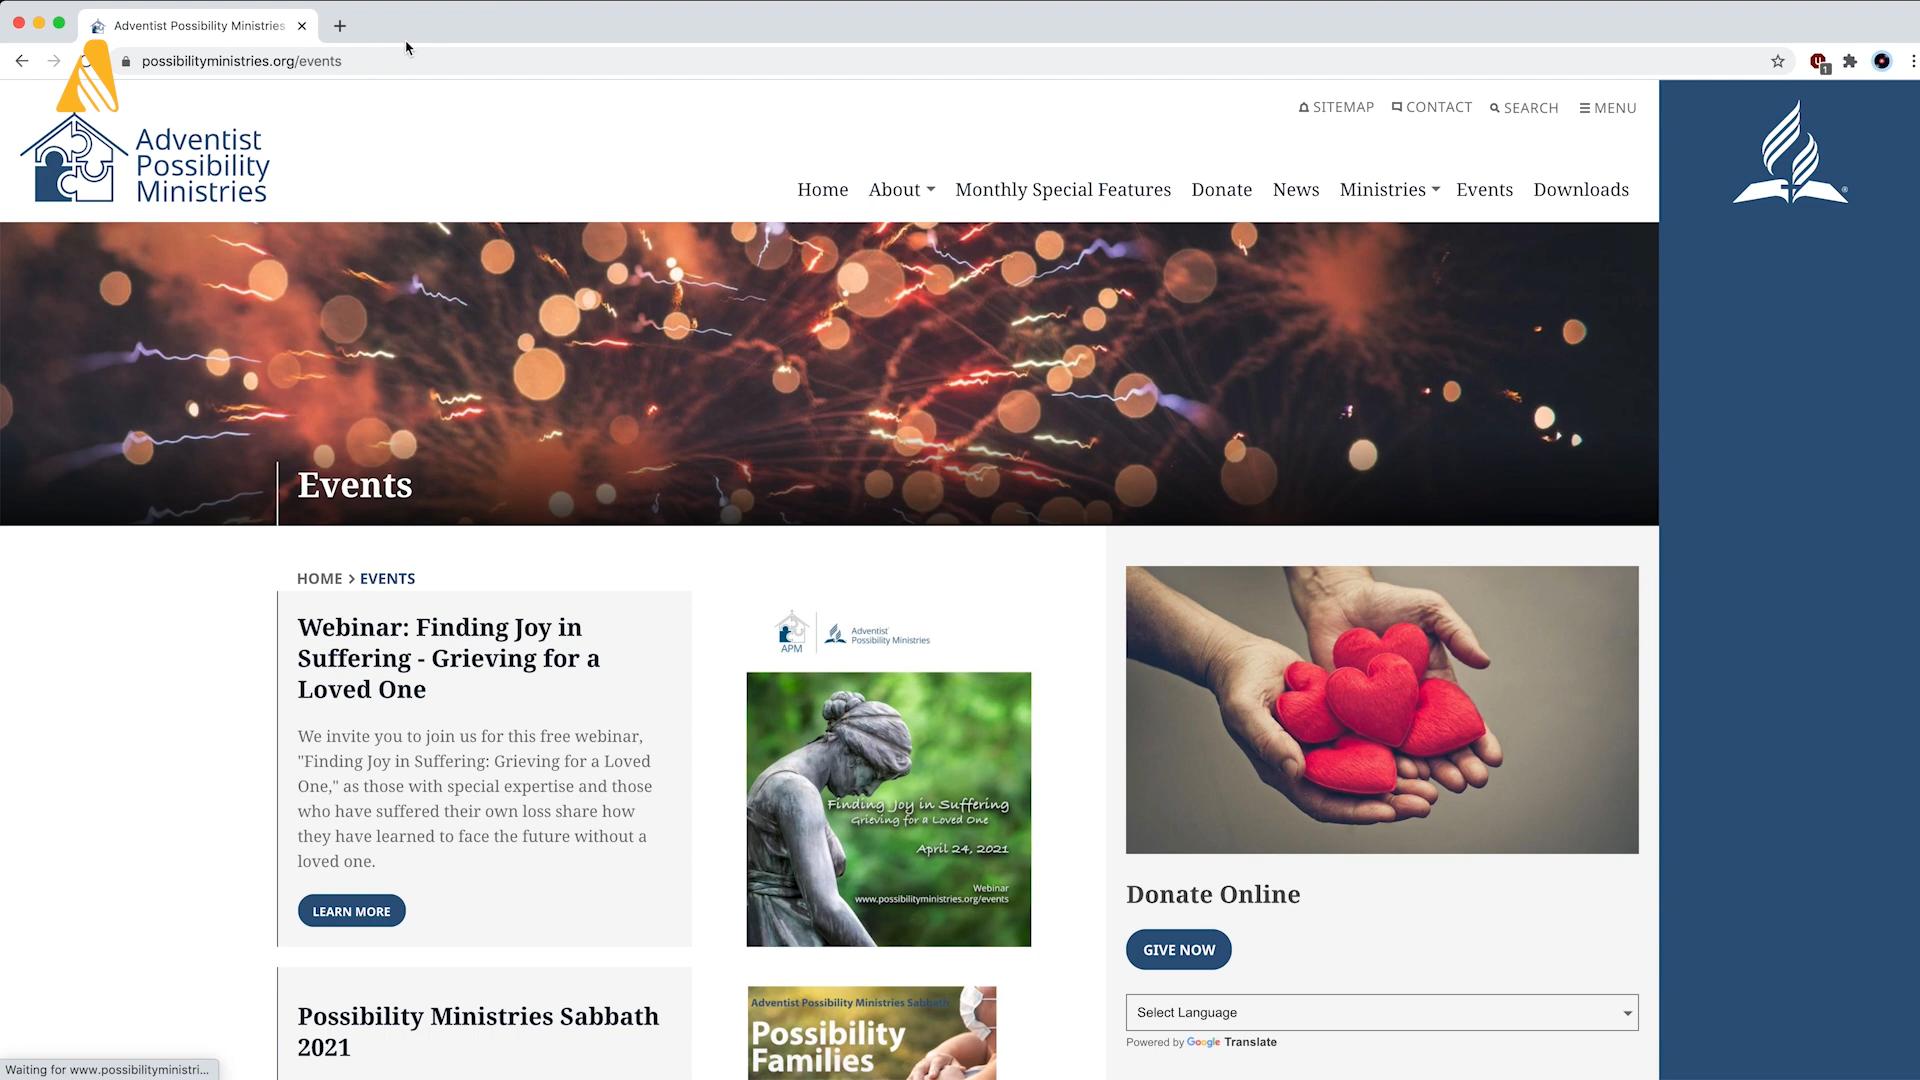 Adventist Possibility Ministries
possibilityministries.org/events
1
SITEMAP
CONTACT
SEARCH
MENU
Adventist
Possibility
Ministries
Home
About
Monthly Special Features
Donate
News
Ministries
Events
Downloads
Events
HOME > EVENTS
Webinar: Finding Joy in
Suffering - Grieving for a
Loved One
We invite you to join us for this free webinar,
"Finding Joy in Suffering: Grieving for a Loved
One," as those with special expertise and those
who have suffered their own loss share how
they have learned to face the future without a
loved one.
LEARN MORE
APM
Adventist
Possibility Ministries
Finding Joy in Suffering
Grieving for a Loved One
April 24, 2021
Webinar
www.possibilityministries.org/events
Donate Online
GIVE NOW
Select Language
Powered by Google Translate
Possibility Ministries Sabbath
2021
Adventist Possibility Ministries Sabbath
Possibility
Families
Waiting for www.possibilityministri...